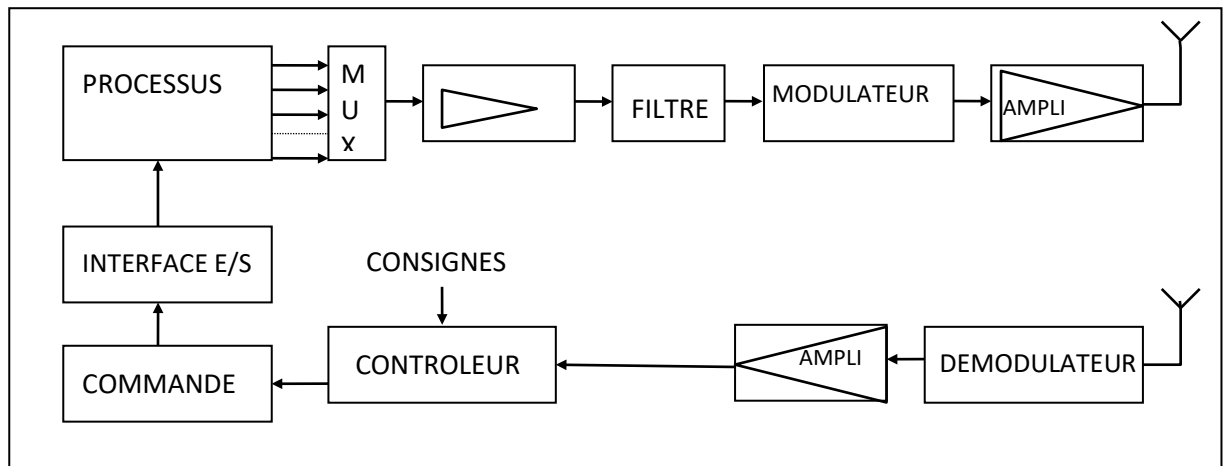 PROCESSUS
M
U
X
FILTRE
MODULATEUR
AMPLI
INTERFACE E/S
CONSIGNES
COMMANDE
CONTROLEUR
AMPLI
DEMODULATEUR